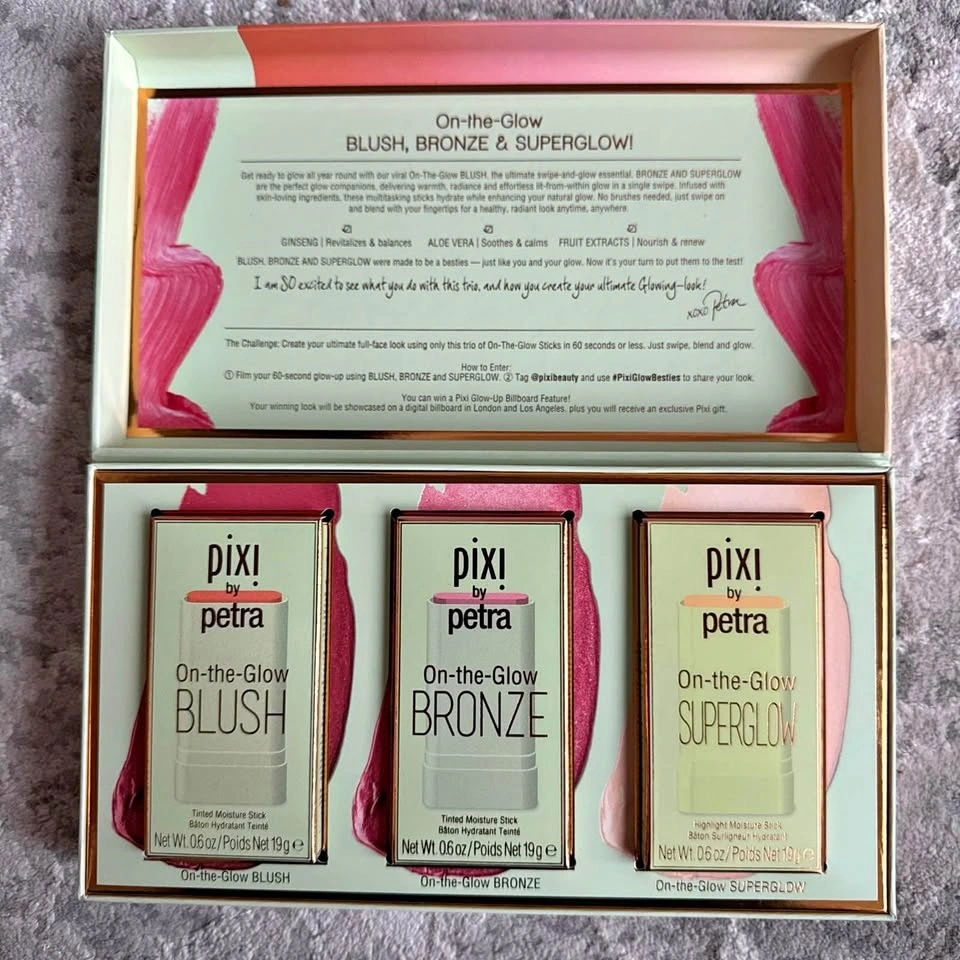 On-the-Glow
BLUSH, BRONZE & SUPERGLOW!
Get ready to glow all year round with our viral On-The-Glow BLUSH, the ultimate swipe-and-glow essential. BRONZE AND SUPERGLOW
are the perfect glow companions, delivering warmth, radiance and effortless lit-from-within glow in a single swipe. Infused with
skin-loving ingredients, these multitasking sticks hydrate while enhancing your natural glow. No brushes needed, just swipe on
and blend with your fingertips for a healthy, radiant look anytime, anywhere.
GINSENG | Revitalizes & balances ALOE VERA | Soothes & calms FRUIT EXTRACTS | Nourish & renew
BLUSH, BRONZE AND SUPERGLOW were made to be a besties — just like you and your glow. Now it's your turn to put them to the test!
I am SO excited to see what you do with this trio, and how you create your ultimate Glowing-look!
xoxo Petra
The Challenge: Create your ultimate full-face look using only this trio of On-The-Glow Sticks in 60 seconds or less. Just swipe, blend and glow.
How to Enter:
① Film your 60-second glow-up using BLUSH, BRONZE and SUPERGLOW. ② Tag @pixibeauty and use #PixiGlowBesties to share your look.
You can win a Pixi Glow-Up Billboard Feature!
Your winning look will be showcased on a digital billboard in London and Los Angeles, plus you will receive an exclusive Pixi gift.
pixi
by
petra
On-the-Glow
BLUSH
Tinted Moisture Stick
Bâton Hydratant Teinté
Net Wt. 0.6 oz / Poids Net 19 g ℮
On-the-Glow BLUSH
pixi
by
petra
On-the-Glow
BRONZE
Tinted Moisture Stick
Bâton Hydratant Teinté
Net Wt. 0.6 oz / Poids Net 19 g ℮
On-the-Glow BRONZE
pixi
by
petra
On-the-Glow
SUPERGLOW
Highlight Moisture Stick
Bâton Surligneur Hydratant
Net Wt. 0.6 oz / Poids Net 19 g ℮
On-the-Glow SUPERGLOW